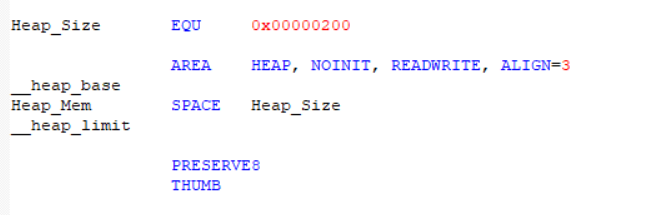 Heap_Size EQU 0x00000200
AREA HEAP, NOINIT, READWRITE, ALIGN=3
__heap_base
Heap_Mem SPACE Heap_Size
__heap_limit
PRESERVE8
THUMB